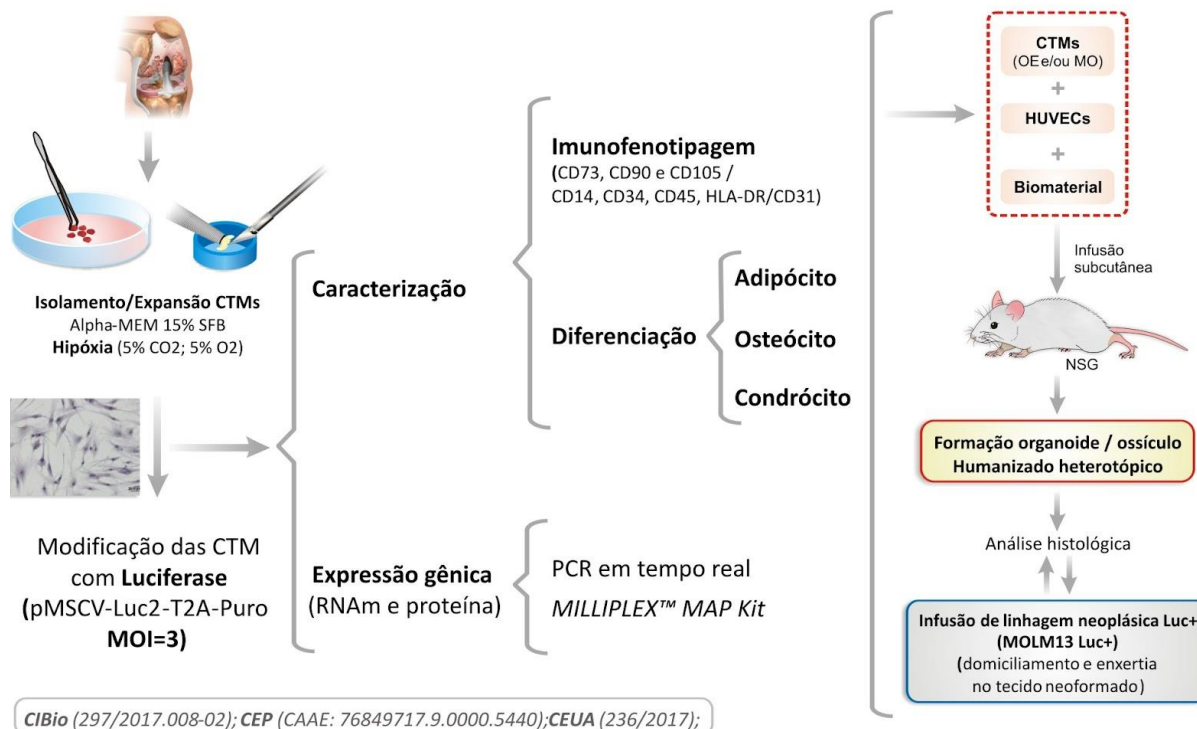 Isolamento/Expansão CTMs
Alpha-MEM 15% SFB
Hipóxia (5% CO2; 5% O2)
Modificação das CTM
com Luciferase
(pMSCV-Luc2-T2A-Puro
MOI=3)
Caracterização
Imunofenotipagem
(CD73, CD90 e CD105 /
CD14, CD34, CD45, HLA-DR/CD31)
Diferenciação
Adipócito
Osteócito
Condrócito
Expressão gênica
(RNAm e proteína)
PCR em tempo real
MILLIPLEX™ MAP Kit
CTMs
(OE e/ou MO)
+
HUVECs
+
Biomaterial
Infusão
subcutânea
NSG
Formação organoide / ossículo
Humanizado heterotópico
Análise histológica
Infusão de linhagem neoplásica Luc+
(MOLM13 Luc+)
(domiciliamento e enxertia
no tecido neoformado)
CIBio (297/2017.008-02); CEP (CAAE: 76849717.9.0000.5440);CEUA (236/2017);